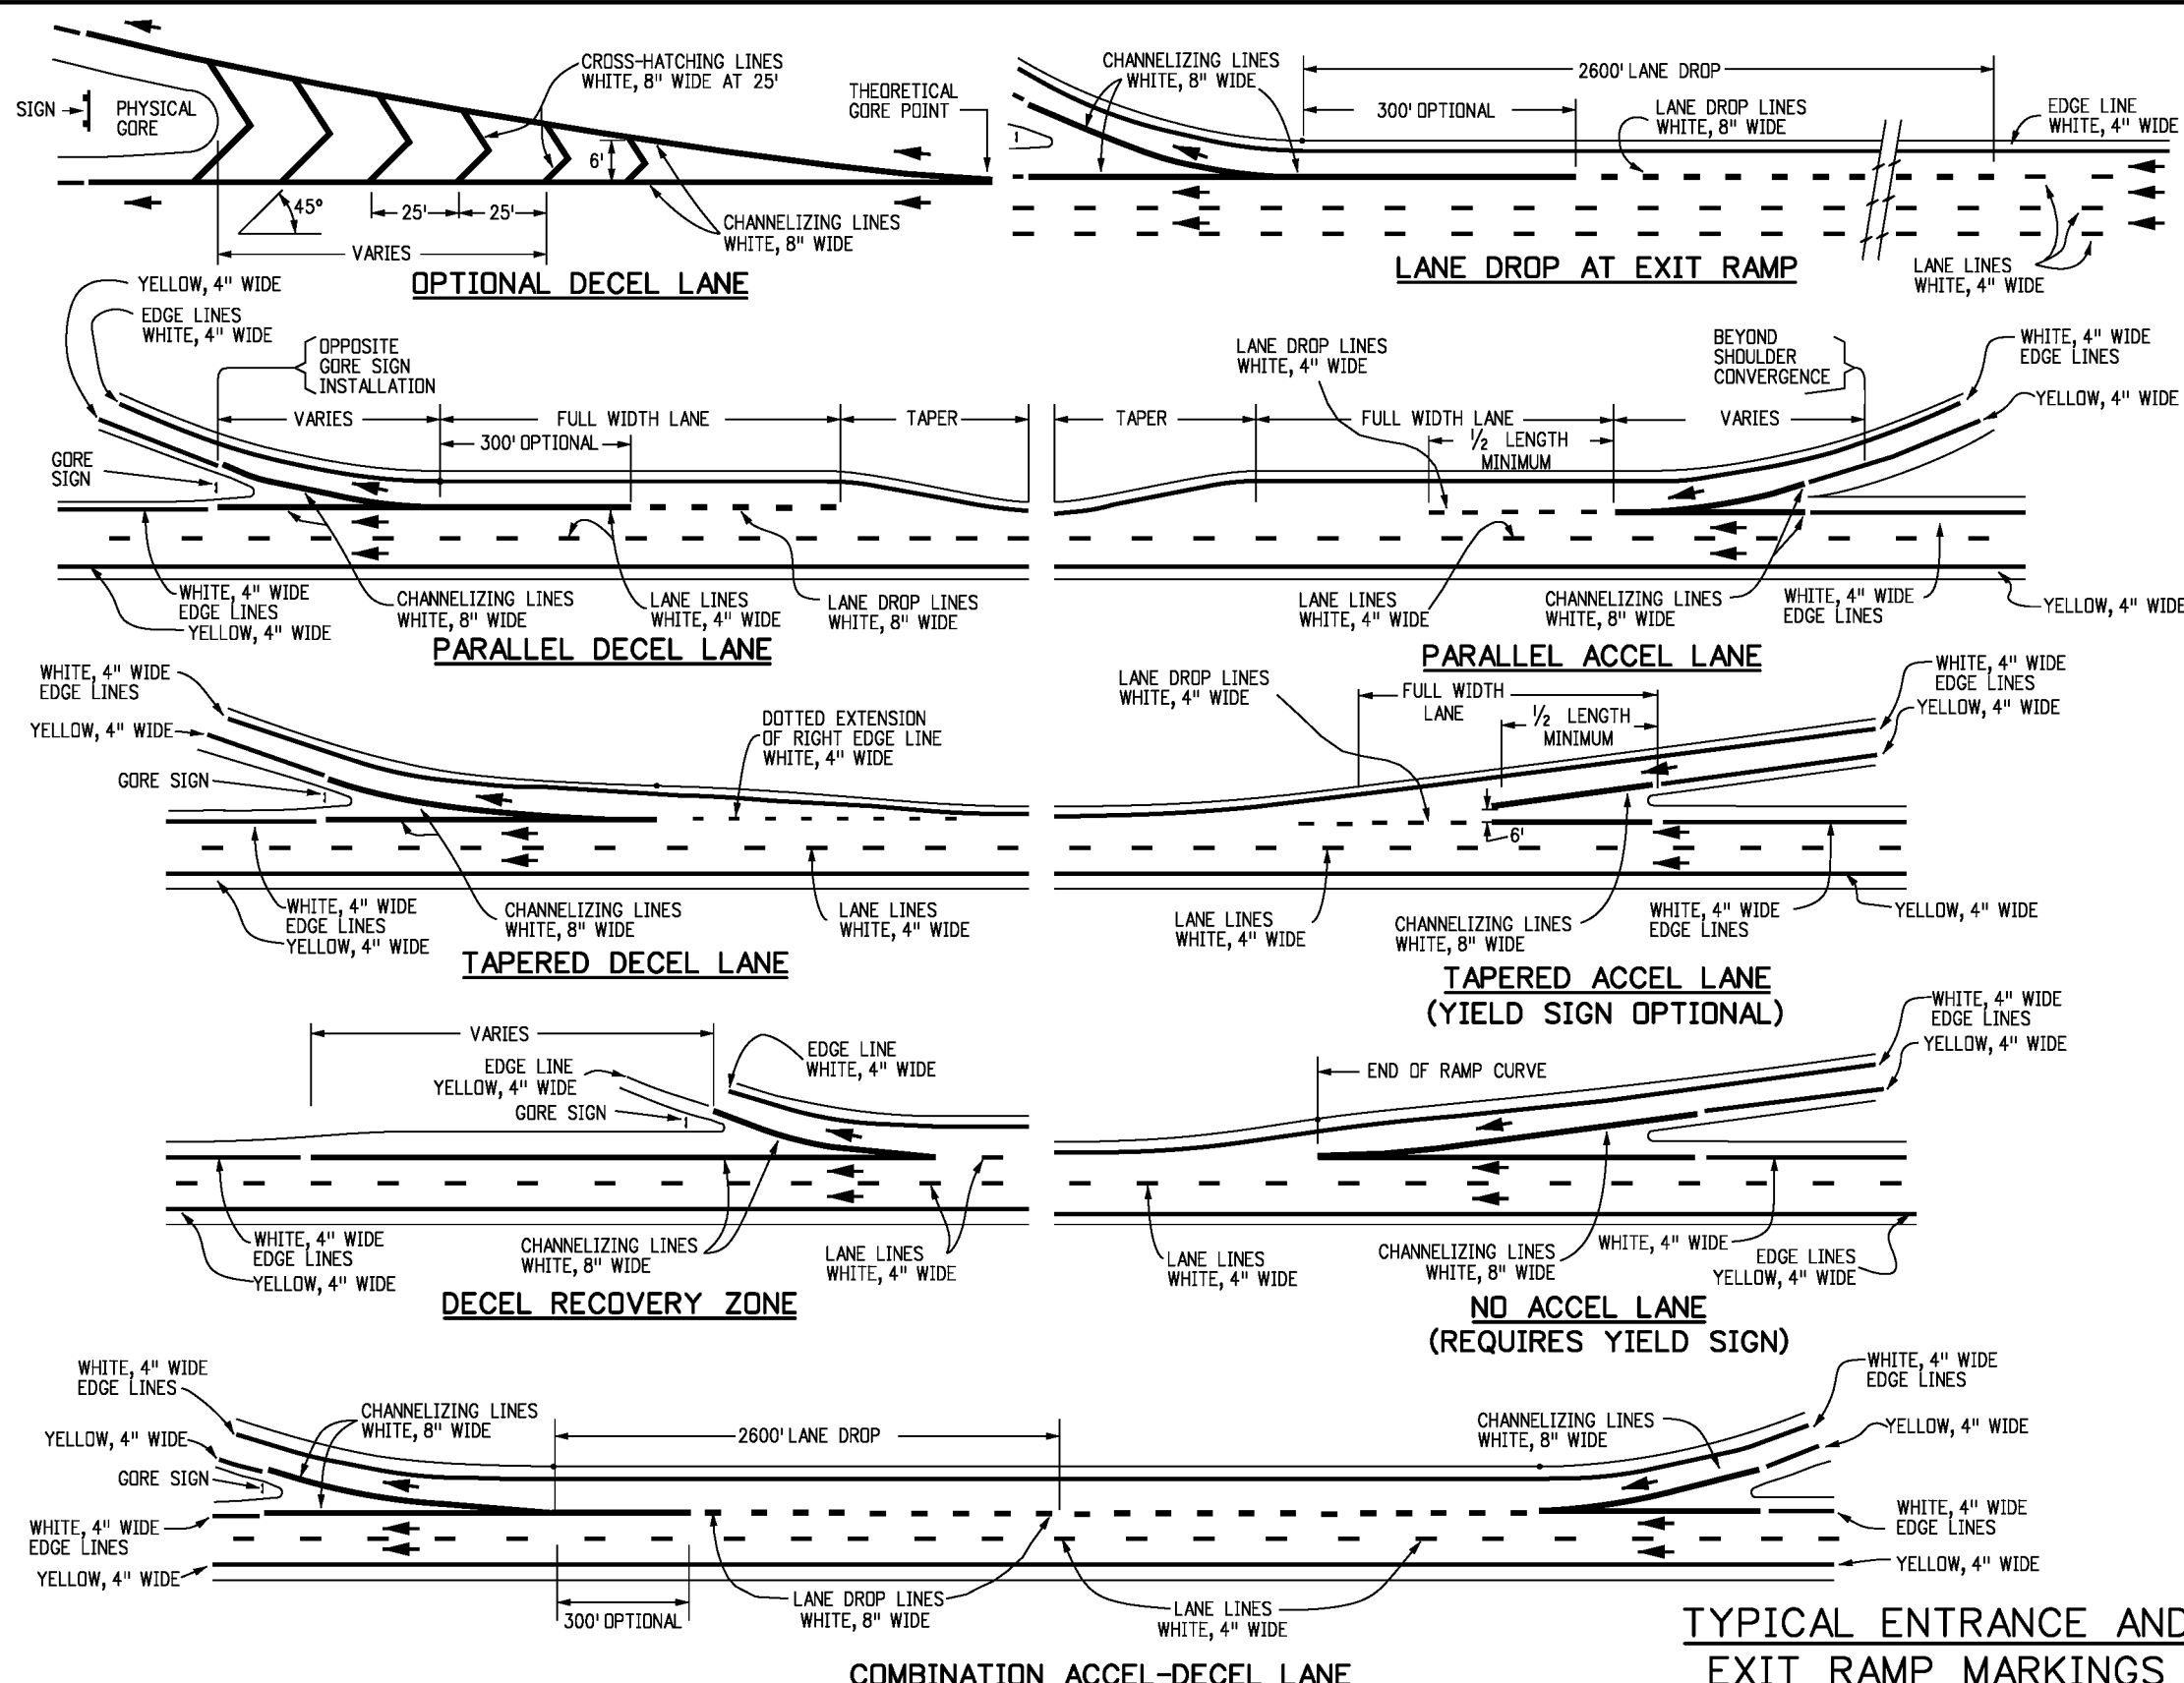 SIGN
PHYSICAL
GORE
CROSS-HATCHING LINES
WHITE, 8" WIDE AT 25'
THEORETICAL
GORE POINT
6'
45°
25'
25'
VARIES
CHANNELIZING LINES
WHITE, 8" WIDE
OPTIONAL DECEL LANE
CHANNELIZING LINES
WHITE, 8" WIDE
2600' LANE DROP
300' OPTIONAL
LANE DROP LINES
WHITE, 8" WIDE
EDGE LINE
WHITE, 4" WIDE
LANE LINES
WHITE, 4" WIDE
LANE DROP AT EXIT RAMP
YELLOW, 4" WIDE
EDGE LINES
WHITE, 4" WIDE
OPPOSITE
GORE SIGN
INSTALLATION
VARIES
FULL WIDTH LANE
TAPER
300' OPTIONAL
GORE
SIGN
WHITE, 4" WIDE
EDGE LINES
YELLOW, 4" WIDE
CHANNELIZING LINES
WHITE, 8" WIDE
LANE LINES
WHITE, 4" WIDE
LANE DROP LINES
WHITE, 8" WIDE
PARALLEL DECEL LANE
LANE DROP LINES
WHITE, 4" WIDE
BEYOND
SHOULDER
CONVERGENCE
WHITE, 4" WIDE
EDGE LINES
YELLOW, 4" WIDE
TAPER
FULL WIDTH LANE
VARIES
1/2 LENGTH
MINIMUM
LANE LINES
WHITE, 4" WIDE
CHANNELIZING LINES
WHITE, 8" WIDE
WHITE, 4" WIDE
EDGE LINES
YELLOW, 4" WIDE
PARALLEL ACCEL LANE
WHITE, 4" WIDE
EDGE LINES
YELLOW, 4" WIDE
GORE SIGN
DOTTED EXTENSION
OF RIGHT EDGE LINE
WHITE, 4" WIDE
WHITE, 4" WIDE
EDGE LINES
YELLOW, 4" WIDE
CHANNELIZING LINES
WHITE, 8" WIDE
LANE LINES
WHITE, 4" WIDE
TAPERED DECEL LANE
LANE DROP LINES
WHITE, 4" WIDE
FULL WIDTH
LANE
1/2 LENGTH
MINIMUM
WHITE, 4" WIDE
EDGE LINES
YELLOW, 4" WIDE
6'
LANE LINES
WHITE, 4" WIDE
CHANNELIZING LINES
WHITE, 8" WIDE
WHITE, 4" WIDE
EDGE LINES
YELLOW, 4" WIDE
TAPERED ACCEL LANE
(YIELD SIGN OPTIONAL)
VARIES
EDGE LINE
YELLOW, 4" WIDE
GORE SIGN
EDGE LINE
WHITE, 4" WIDE
WHITE, 4" WIDE
EDGE LINES
YELLOW, 4" WIDE
CHANNELIZING LINES
WHITE, 8" WIDE
LANE LINES
WHITE, 4" WIDE
DECEL RECOVERY ZONE
END OF RAMP CURVE
WHITE, 4" WIDE
EDGE LINES
YELLOW, 4" WIDE
LANE LINES
WHITE, 4" WIDE
CHANNELIZING LINES
WHITE, 8" WIDE
WHITE, 4" WIDE
EDGE LINES
YELLOW, 4" WIDE
NO ACCEL LANE
(REQUIRES YIELD SIGN)
WHITE, 4" WIDE
EDGE LINES
YELLOW, 4" WIDE
GORE SIGN
WHITE, 4" WIDE
EDGE LINES
YELLOW, 4" WIDE
CHANNELIZING LINES
WHITE, 8" WIDE
2600' LANE DROP
300' OPTIONAL
LANE DROP LINES
WHITE, 8" WIDE
LANE LINES
WHITE, 4" WIDE
CHANNELIZING LINES
WHITE, 8" WIDE
WHITE, 4" WIDE
EDGE LINES
YELLOW, 4" WIDE
WHITE, 4" WIDE
EDGE LINES
YELLOW, 4" WIDE
COMBINATION ACCEL-DECEL LANE
TYPICAL ENTRANCE AND
EXIT RAMP MARKINGS